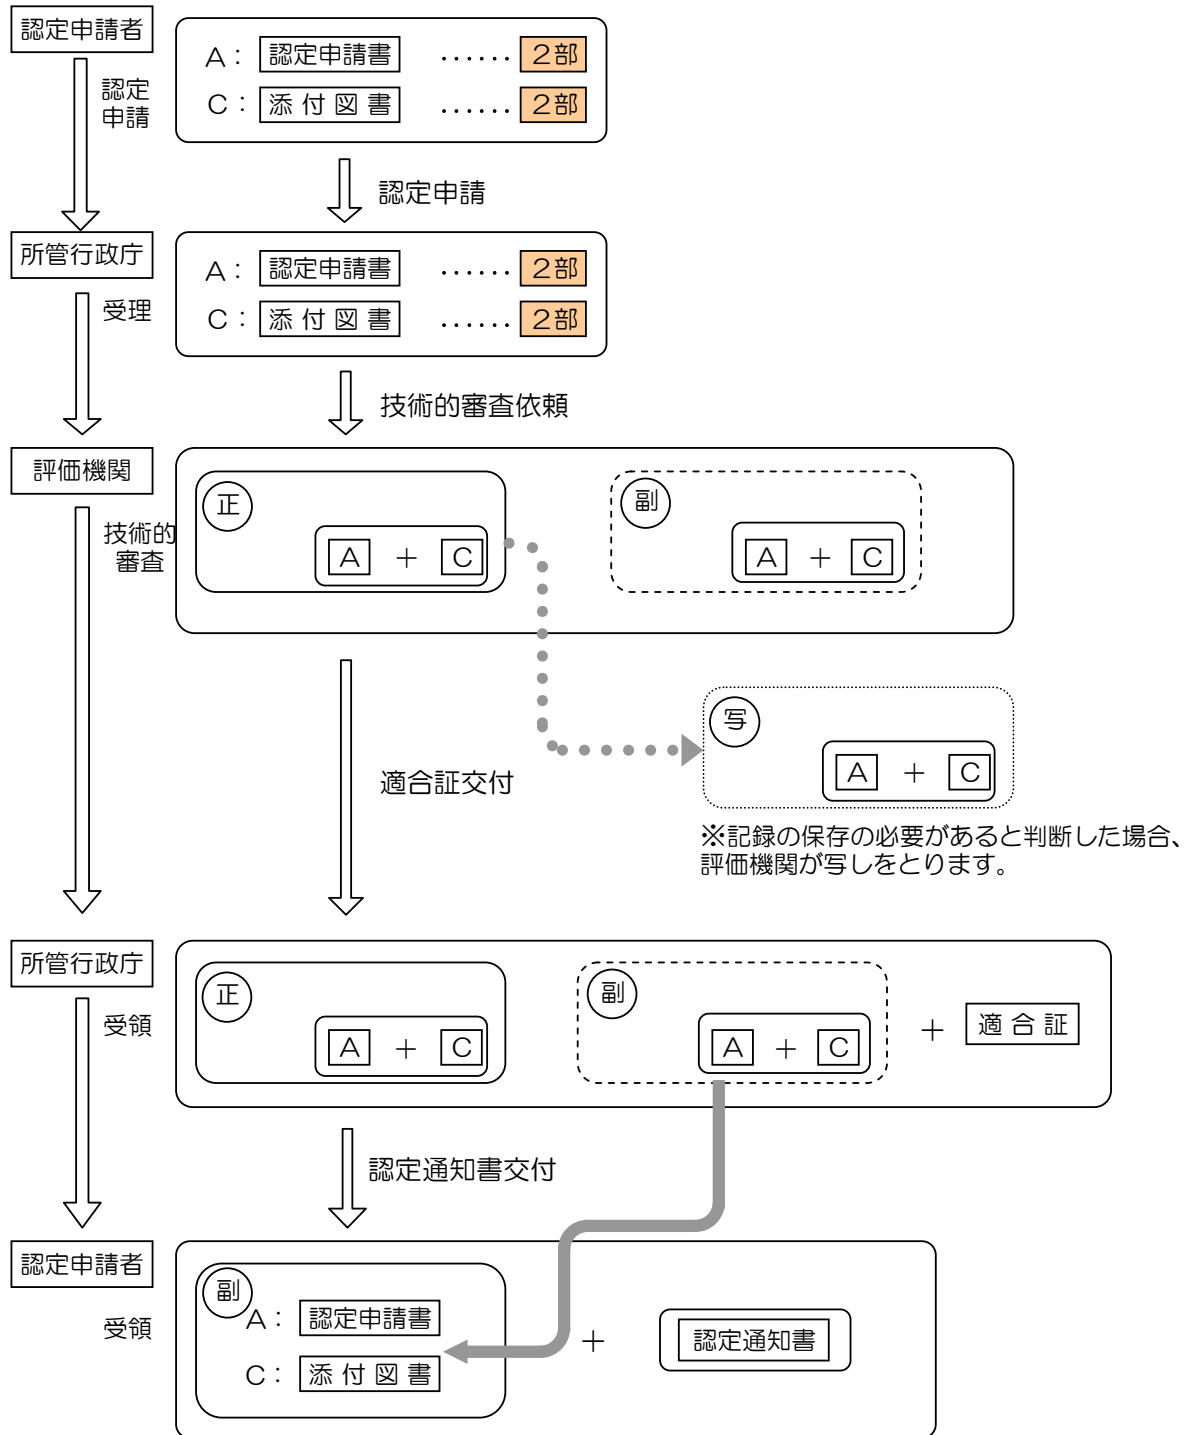 認定申請者
A： 認定申請書 …… ２部
認定
申請
C： 添付図書 …… ２部
認定申請
所管行政庁
A： 認定申請書 …… ２部
受理
C： 添付図書 …… ２部
技術的審査依頼
評価機関
正
副
技術的
審査
A ＋ C
A ＋ C
写
A ＋ C
適合証交付
※記録の保存の必要があると判断した場合、
評価機関が写しをとります。
所管行政庁
正
副
受領
A ＋ C
A ＋ C
＋ 適合証
認定通知書交付
認定申請者
副
受領
A： 認定申請書
C： 添付図書
＋ 認定通知書